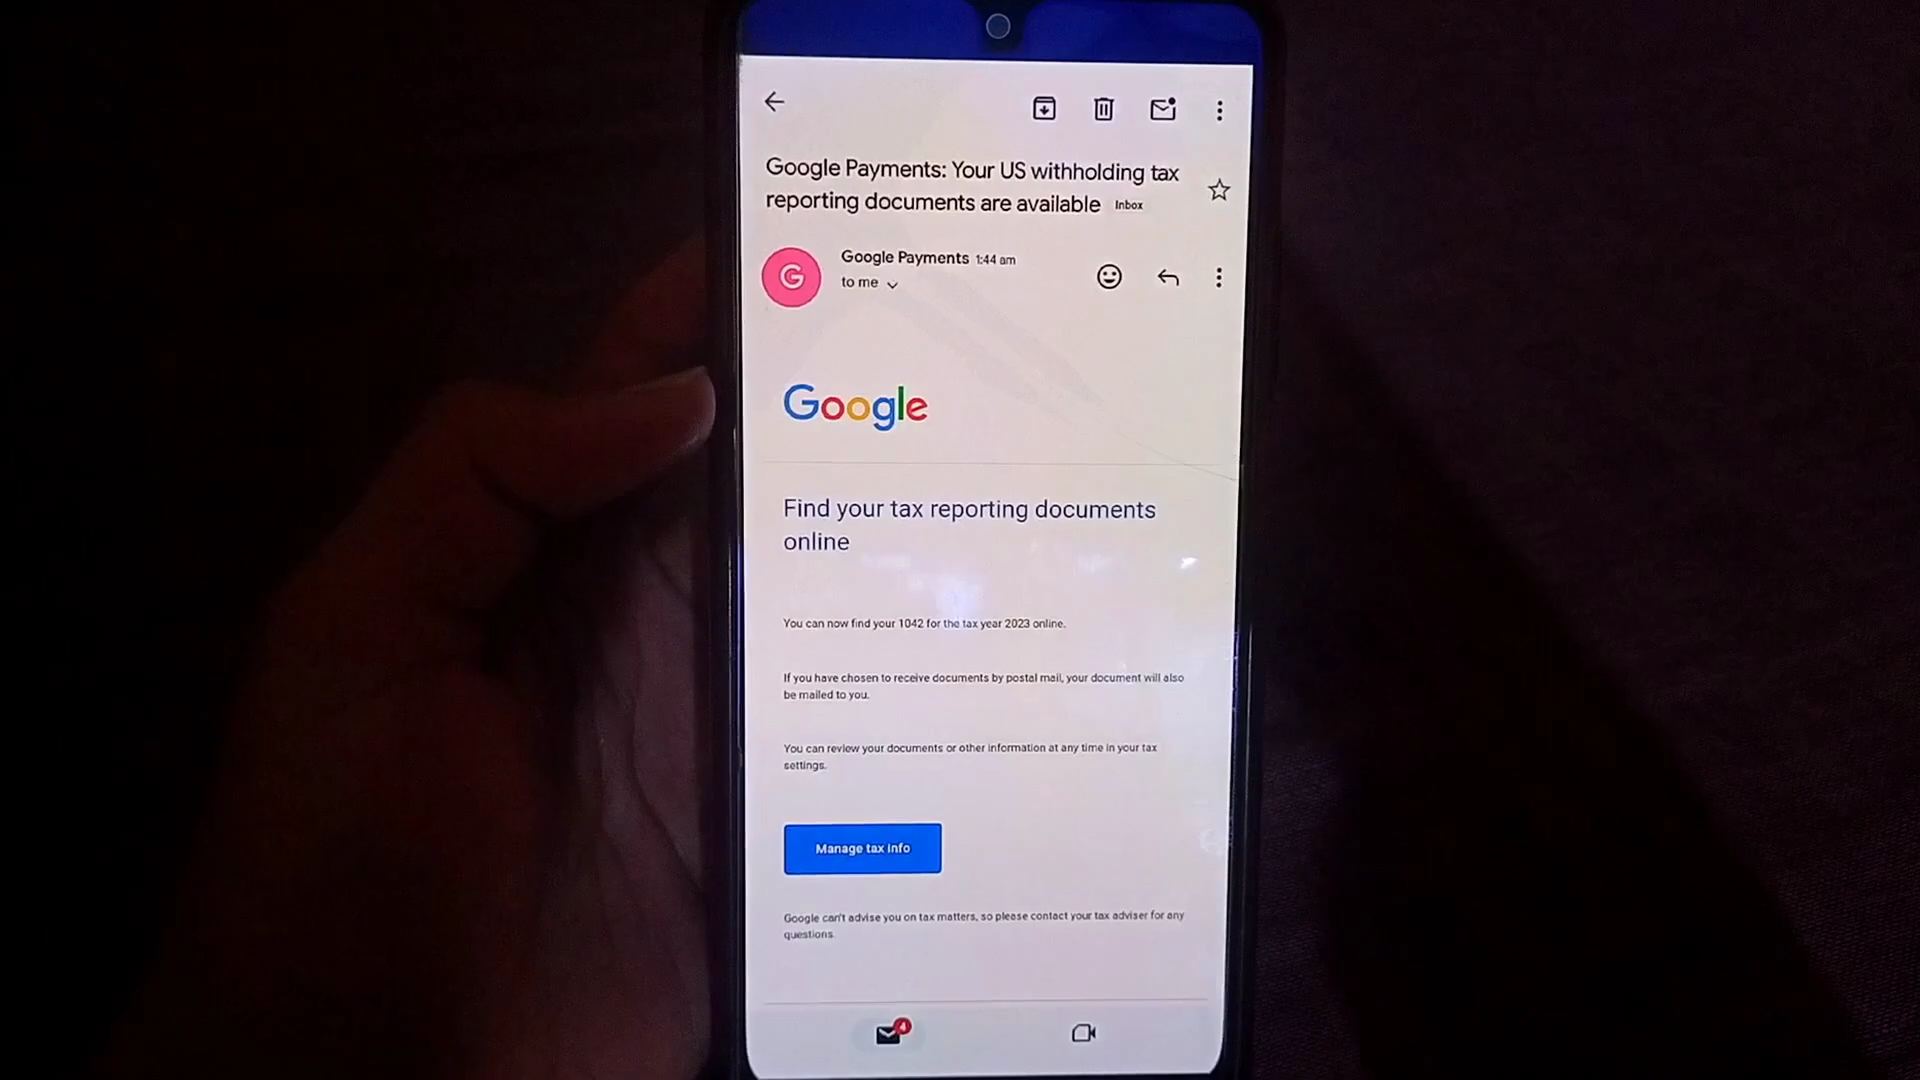 Google Payments: Your US withholding tax
reporting documents are available Inbox
G
Google Payments 1:44 am
to me
Google
Find your tax reporting documents
online
You can now find your 1042 for the tax year 2023 online.
If you have chosen to receive documents by postal mail, your document will also
be mailed to you.
You can review your documents or other information at any time in your tax
settings.
Manage tax info
Google can't advise you on tax matters, so please contact your tax adviser for any
questions.
4